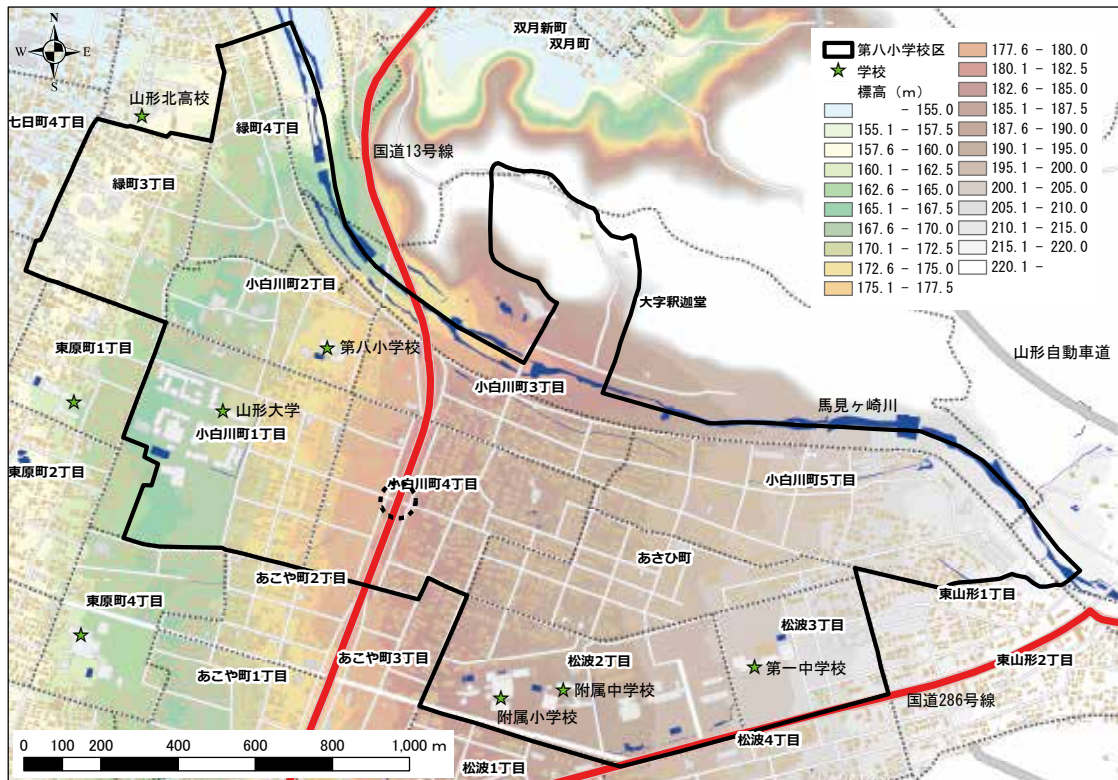 N
W E
S
双月新町
双月町
山形北高校
七日町4丁目
緑町4丁目
国道13号線
緑町3丁目
小白川町2丁目
大字釈迦堂
山形自動車道
東原町1丁目
第八小学校
小白川町3丁目
馬見ヶ崎川
山形大学
小白川町1丁目
東原町2丁目
小白川町4丁目
小白川町5丁目
あさひ町
あこや町2丁目
東原町4丁目
東山形1丁目
松波3丁目
あこや町3丁目
松波2丁目
第一中学校
東山形2丁目
あこや町1丁目
附属中学校
附属小学校
国道286号線
松波4丁目
松波1丁目
第八小学校区
学校
標高（m）
- 155.0
155.1 - 157.5
157.6 - 160.0
160.1 - 162.5
162.6 - 165.0
165.1 - 167.5
167.6 - 170.0
170.1 - 172.5
172.6 - 175.0
175.1 - 177.5
177.6 - 180.0
180.1 - 182.5
182.6 - 185.0
185.1 - 187.5
187.6 - 190.0
190.1 - 195.0
195.1 - 200.0
200.1 - 205.0
205.1 - 210.0
210.1 - 215.0
215.1 - 220.0
220.1 -
0 100 200 400 600 800 1,000 m